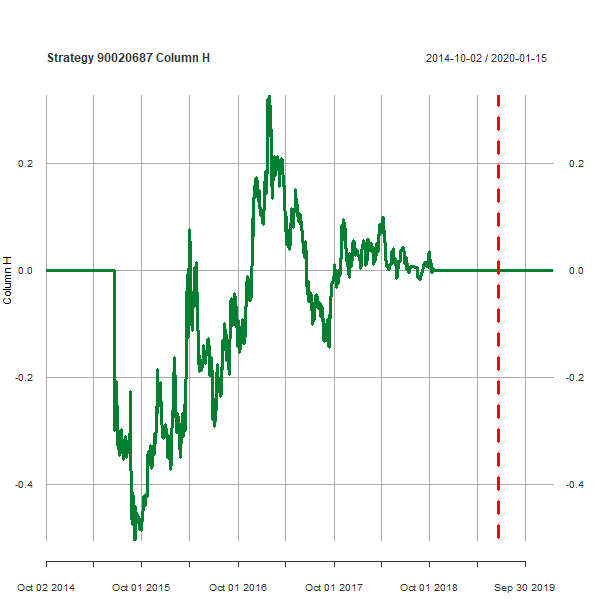 Strategy 90020687 Column H
2014-10-02 / 2020-01-15
0.2
0.2
0.0
0.0
-0.2
-0.2
-0.4
-0.4
Column H
Oct 02 2014
Oct 01 2015
Oct 01 2016
Oct 01 2017
Oct 01 2018
Sep 30 2019